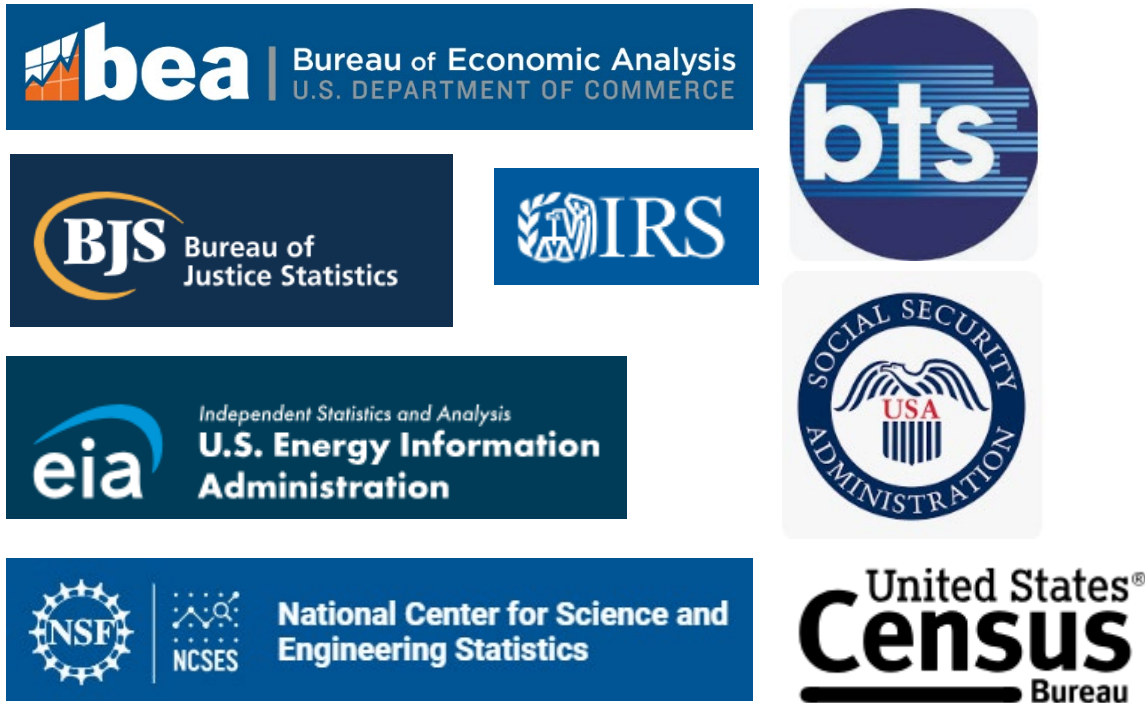 bea
Bureau of Economic Analysis
U.S. DEPARTMENT OF COMMERCE
bts
BJS
Bureau of
Justice Statistics
IRS
SOCIAL SECURITY
USA
ADMINISTRATION
eia
Independent Statistics and Analysis
U.S. Energy Information
Administration
NSF
NCSES
National Center for Science and
Engineering Statistics
United States®
Census
Bureau